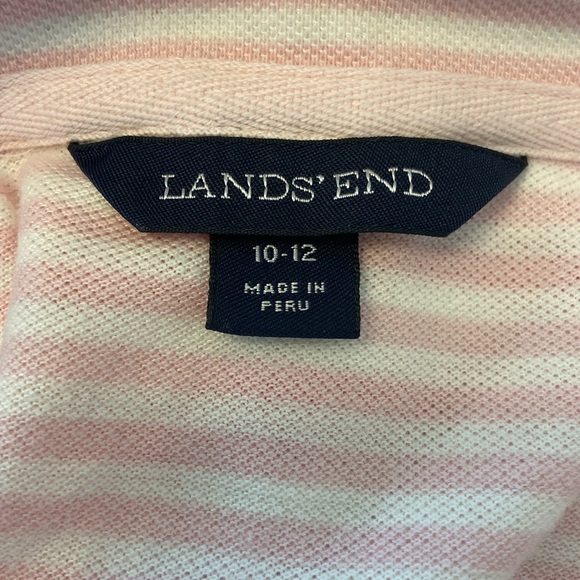 LANDS' END
10-12
MADE IN
PERU